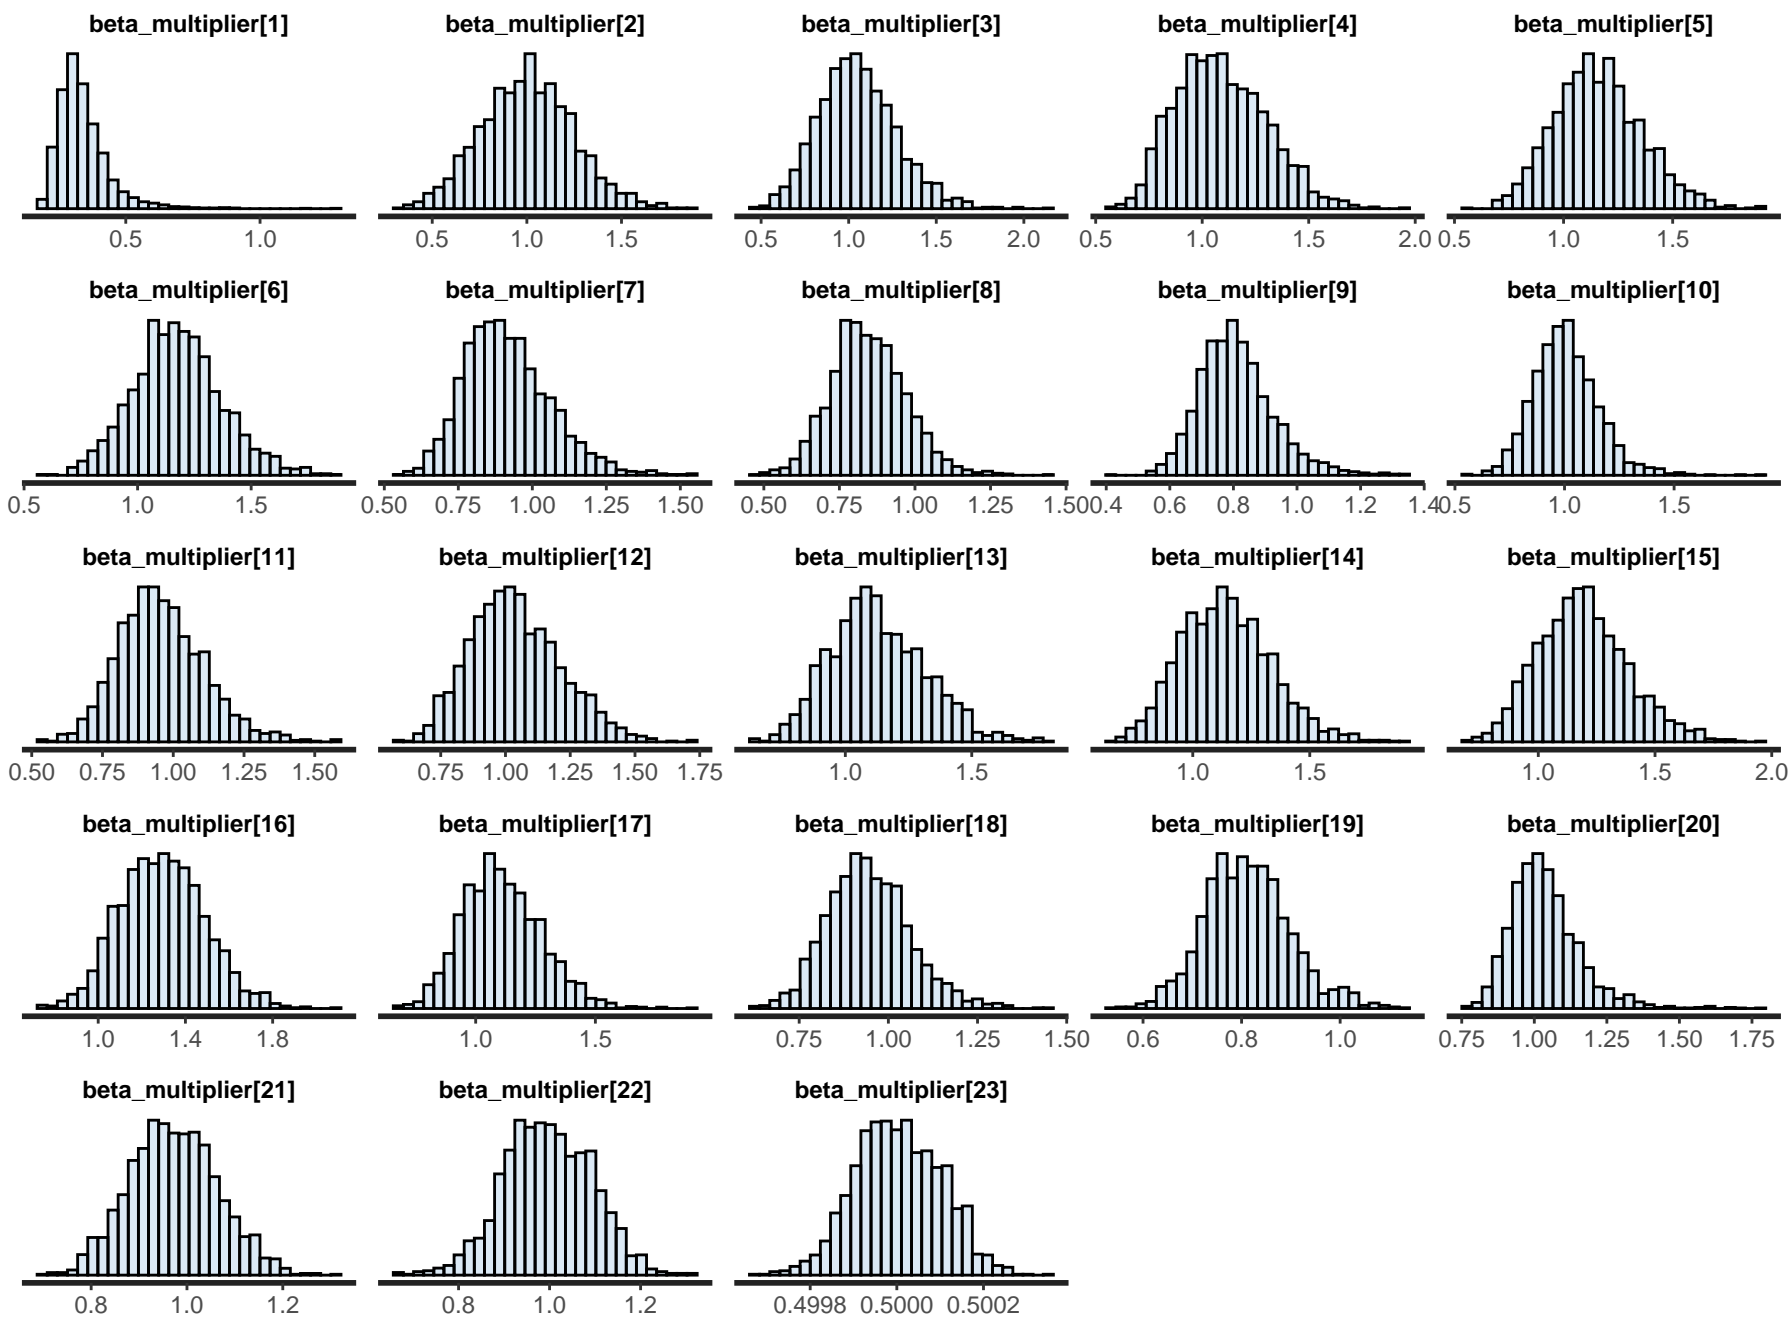 beta_multiplier[1] beta_multiplier[2] beta_multiplier[3] beta_multiplier[4] beta_multiplier[5]
0.5 1.0 0.5 1.0 1.5 0.5 1.0 1.5 2.0 0.5 1.0 1.5 2.0 0.5 1.0 1.5
beta_multiplier[6] beta_multiplier[7] beta_multiplier[8] beta_multiplier[9] beta_multiplier[10]
0.5 1.0 1.5 0.50 0.75 1.00 1.25 1.50 0.50 0.75 1.00 1.25 1.50 0.4 0.6 0.8 1.0 1.2 1.4 0.5 1.0 1.5
beta_multiplier[11] beta_multiplier[12] beta_multiplier[13] beta_multiplier[14] beta_multiplier[15]
0.50 0.75 1.00 1.25 1.50 0.75 1.00 1.25 1.50 1.75 1.0 1.5 1.0 1.5 1.0 1.5 2.0
beta_multiplier[16] beta_multiplier[17] beta_multiplier[18] beta_multiplier[19] beta_multiplier[20]
1.0 1.4 1.8 1.0 1.5 0.75 1.00 1.25 1.50 0.6 0.8 1.0 0.75 1.00 1.25 1.50 1.75
beta_multiplier[21] beta_multiplier[22] beta_multiplier[23]
0.8 1.0 1.2 0.8 1.0 1.2 0.4998 0.5000 0.5002